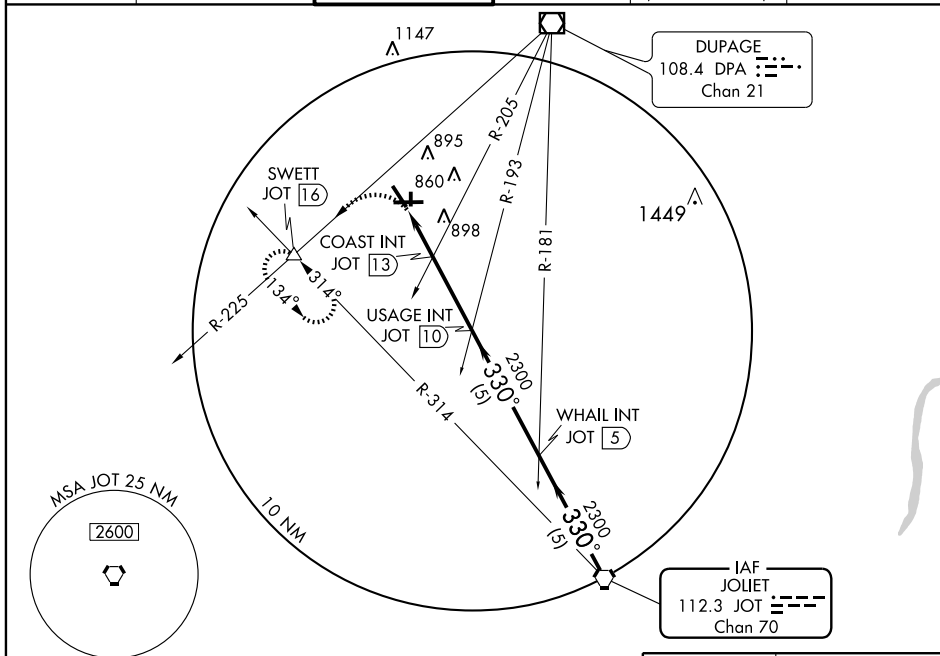 1147
DUPAGE
108.4 DPA
Chan 21
R-205
895
R-193
SWETT
JOT 16
860
1449
898
R-181
COAST INT
JOT 13
314°
134°
R-225
USAGE INT
JOT 10
2300
330°
(5)
R-314
WHAIL INT
JOT 5
MSA JOT 25 NM
2600
10 NM
2300
330°
(5)
IAF
JOLIET
112.3 JOT
Chan 70